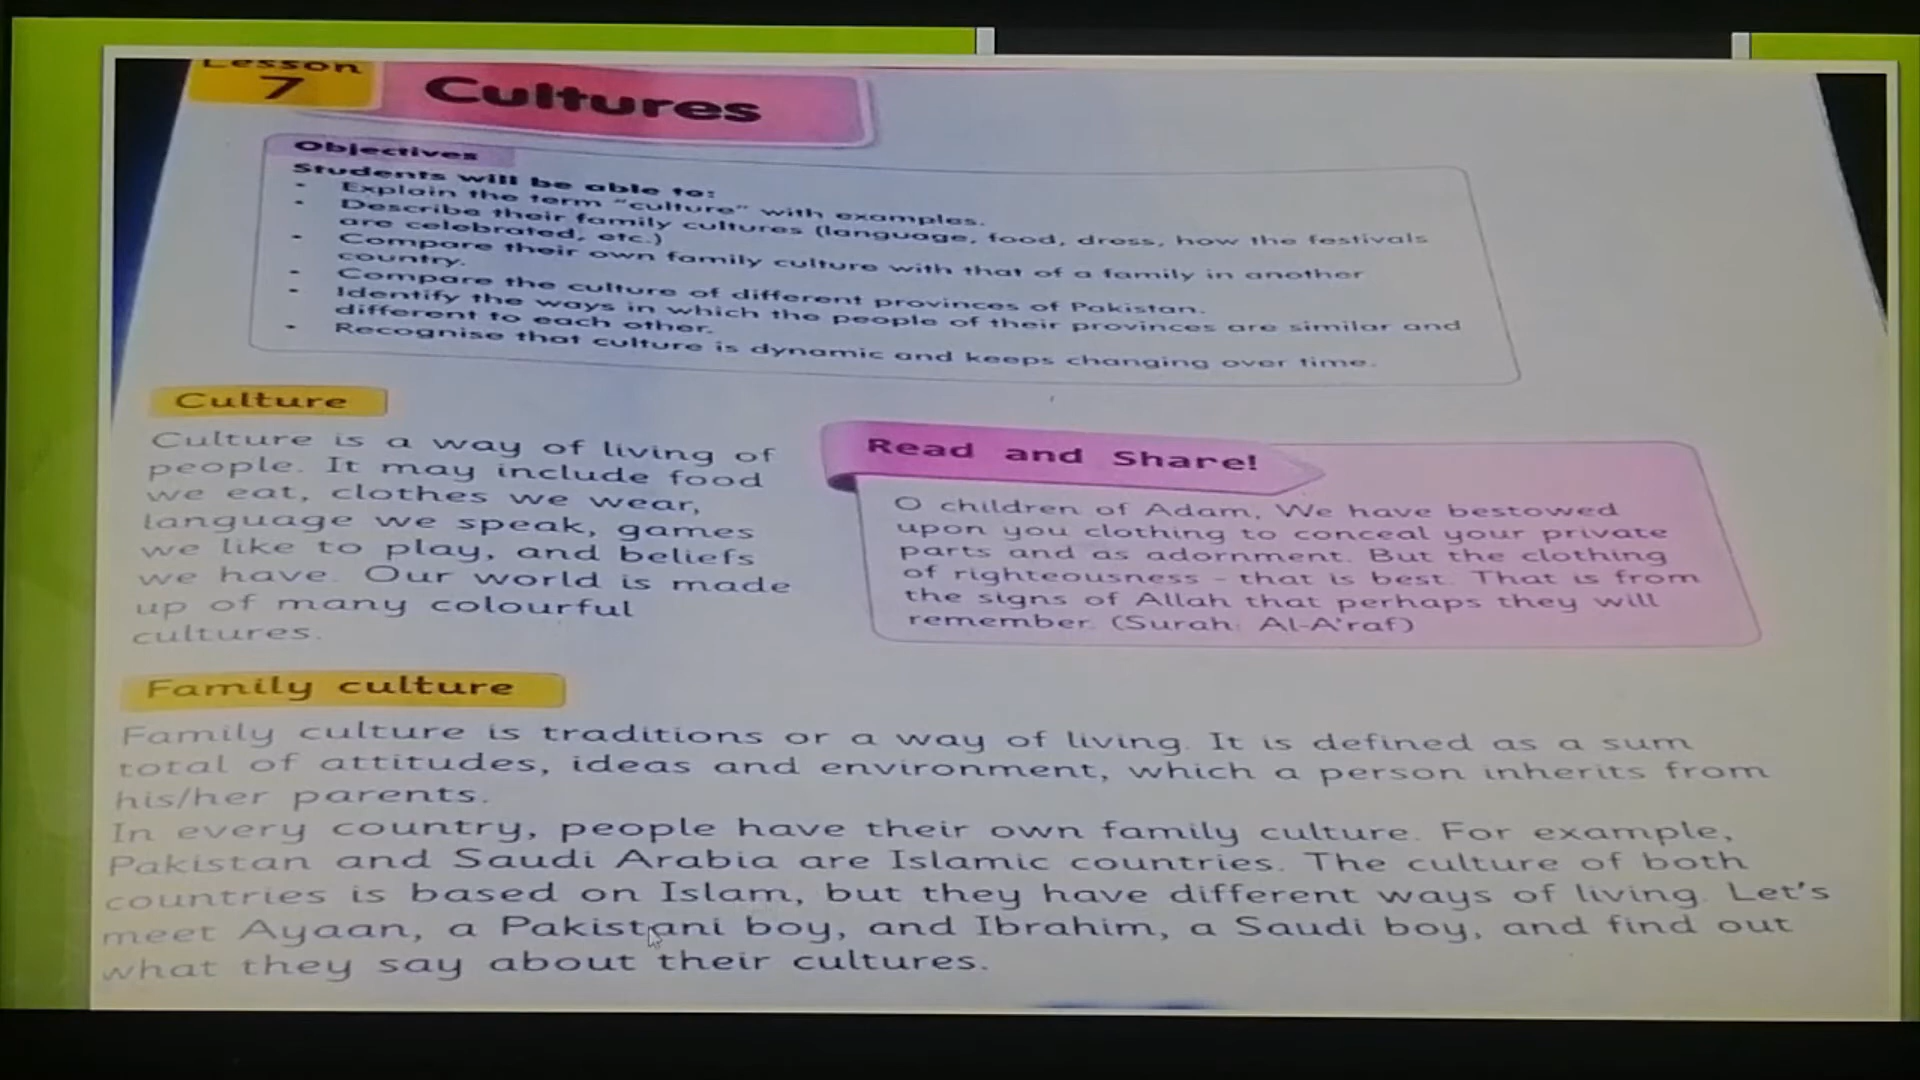 Lesson
7
Cultures
Objectives
Students will be able to:
• Explain the term "culture" with examples.
• Describe their family cultures (language, food, dress, how the festivals
are celebrated, etc.)
• Compare their own family culture with that of a family in another
country.
• Compare the culture of different provinces of Pakistan.
• Identify the ways in which the people of their provinces are similar and
different to each other.
• Recognise that culture is dynamic and keeps changing over time.
Culture
Culture is a way of living of
people. It may include food
we eat, clothes we wear,
language we speak, games
we like to play, and beliefs
we have. Our world is made
up of many colourful
cultures.
Read and Share!
O children of Adam, We have bestowed
upon you clothing to conceal your private
parts and as adornment. But the clothing
of righteousness - that is best. That is from
the signs of Allah that perhaps they will
remember. (Surah: Al-A'raf)
Family culture
Family culture is traditions or a way of living. It is defined as a sum
total of attitudes, ideas and environment, which a person inherits from
his/her parents.
In every country, people have their own family culture. For example,
Pakistan and Saudi Arabia are Islamic countries. The culture of both
countries is based on Islam, but they have different ways of living. Let's
meet Ayaan, a Pakistani boy, and Ibrahim, a Saudi boy, and find out
what they say about their cultures.